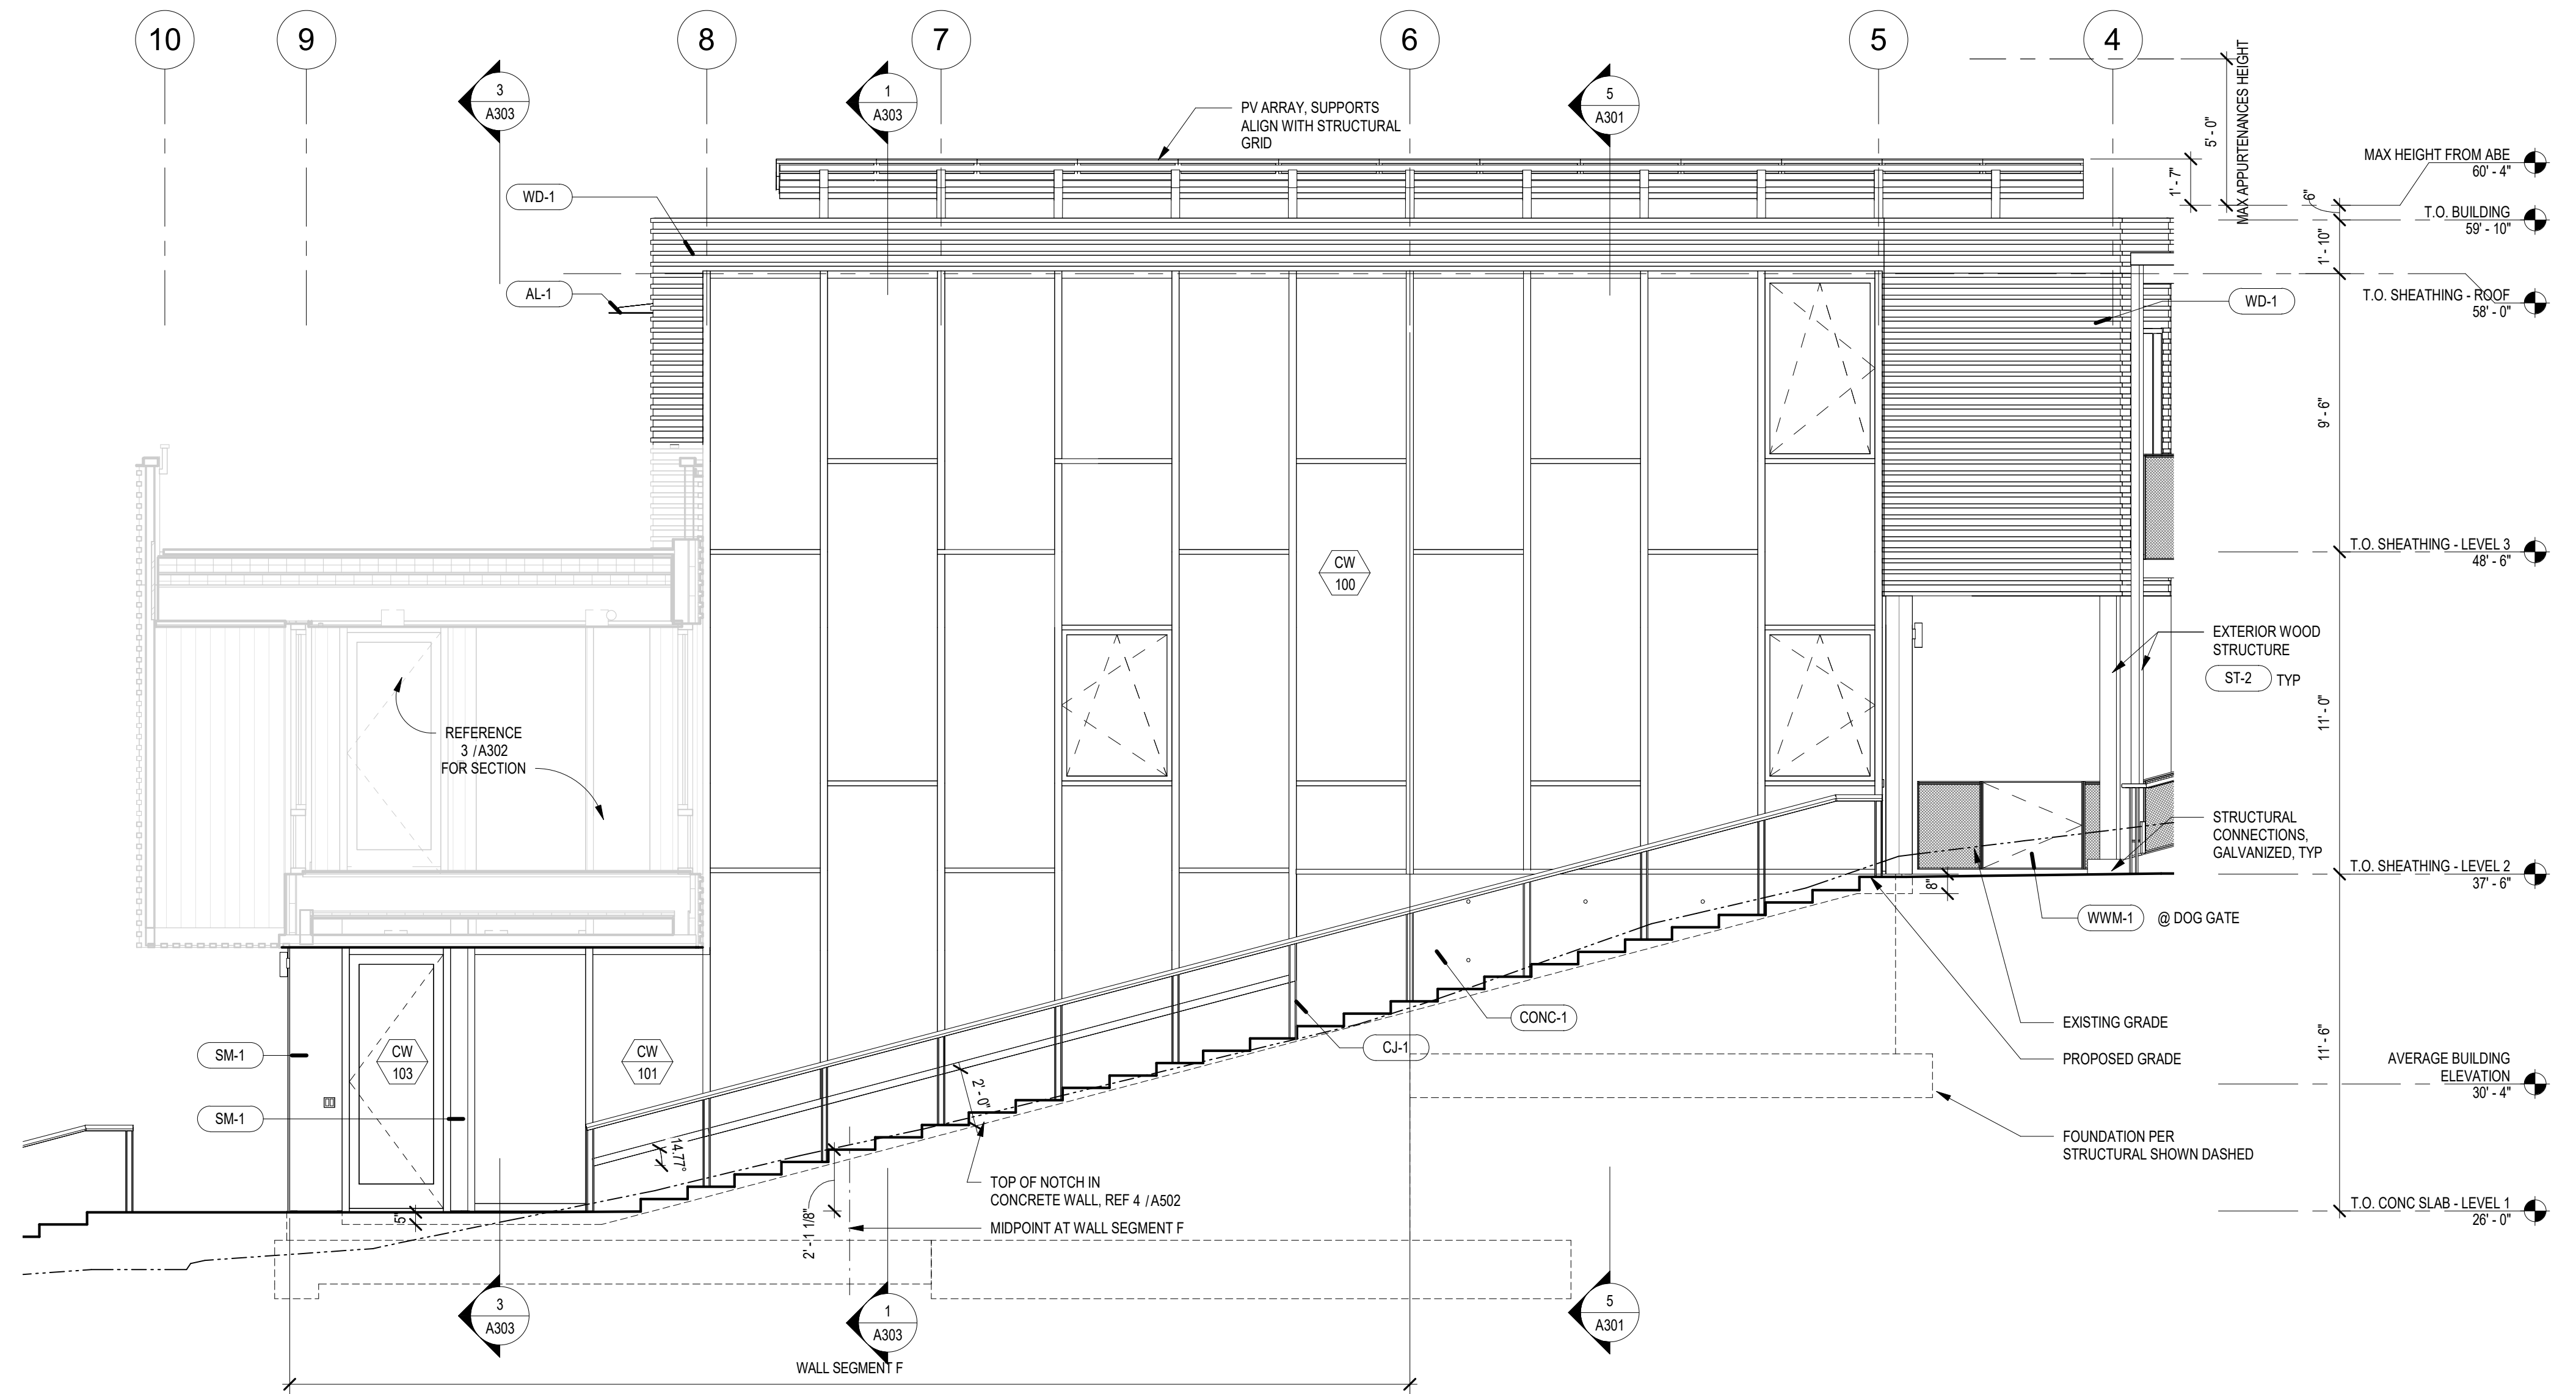 10
9
8
7
6
5
4
3
A303
1
A303
5
A301
PV ARRAY, SUPPORTS
ALIGN WITH STRUCTURAL
GRID
MAX APPURTENANCES HEIGHT
5' - 0"
1' - 7"
6"
1' - 10"
MAX HEIGHT FROM ABE
60' - 4"
T.O. BUILDING
59' - 10"
T.O. SHEATHING - ROOF
58' - 0"
WD-1
AL-1
WD-1
9' - 6"
T.O. SHEATHING - LEVEL 3
48' - 6"
CW
100
EXTERIOR WOOD
STRUCTURE
ST-2 TYP
11' - 0"
REFERENCE
3 / A302
FOR SECTION
STRUCTURAL
CONNECTIONS,
GALVANIZED, TYP
T.O. SHEATHING - LEVEL 2
37' - 6"
8"
WWM-1 @ DOG GATE
CONC-1
CJ-1
EXISTING GRADE
PROPOSED GRADE
11' - 6"
AVERAGE BUILDING
ELEVATION
30' - 4"
SM-1
CW
103
CW
101
SM-1
2' - 0"
14.77°
FOUNDATION PER
STRUCTURAL SHOWN DASHED
TOP OF NOTCH IN
CONCRETE WALL, REF 4 / A502
MIDPOINT AT WALL SEGMENT F
2' - 1 1/8"
5"
T.O. CONC SLAB - LEVEL 1
26' - 0"
3
A303
1
A303
5
A301
WALL SEGMENT F